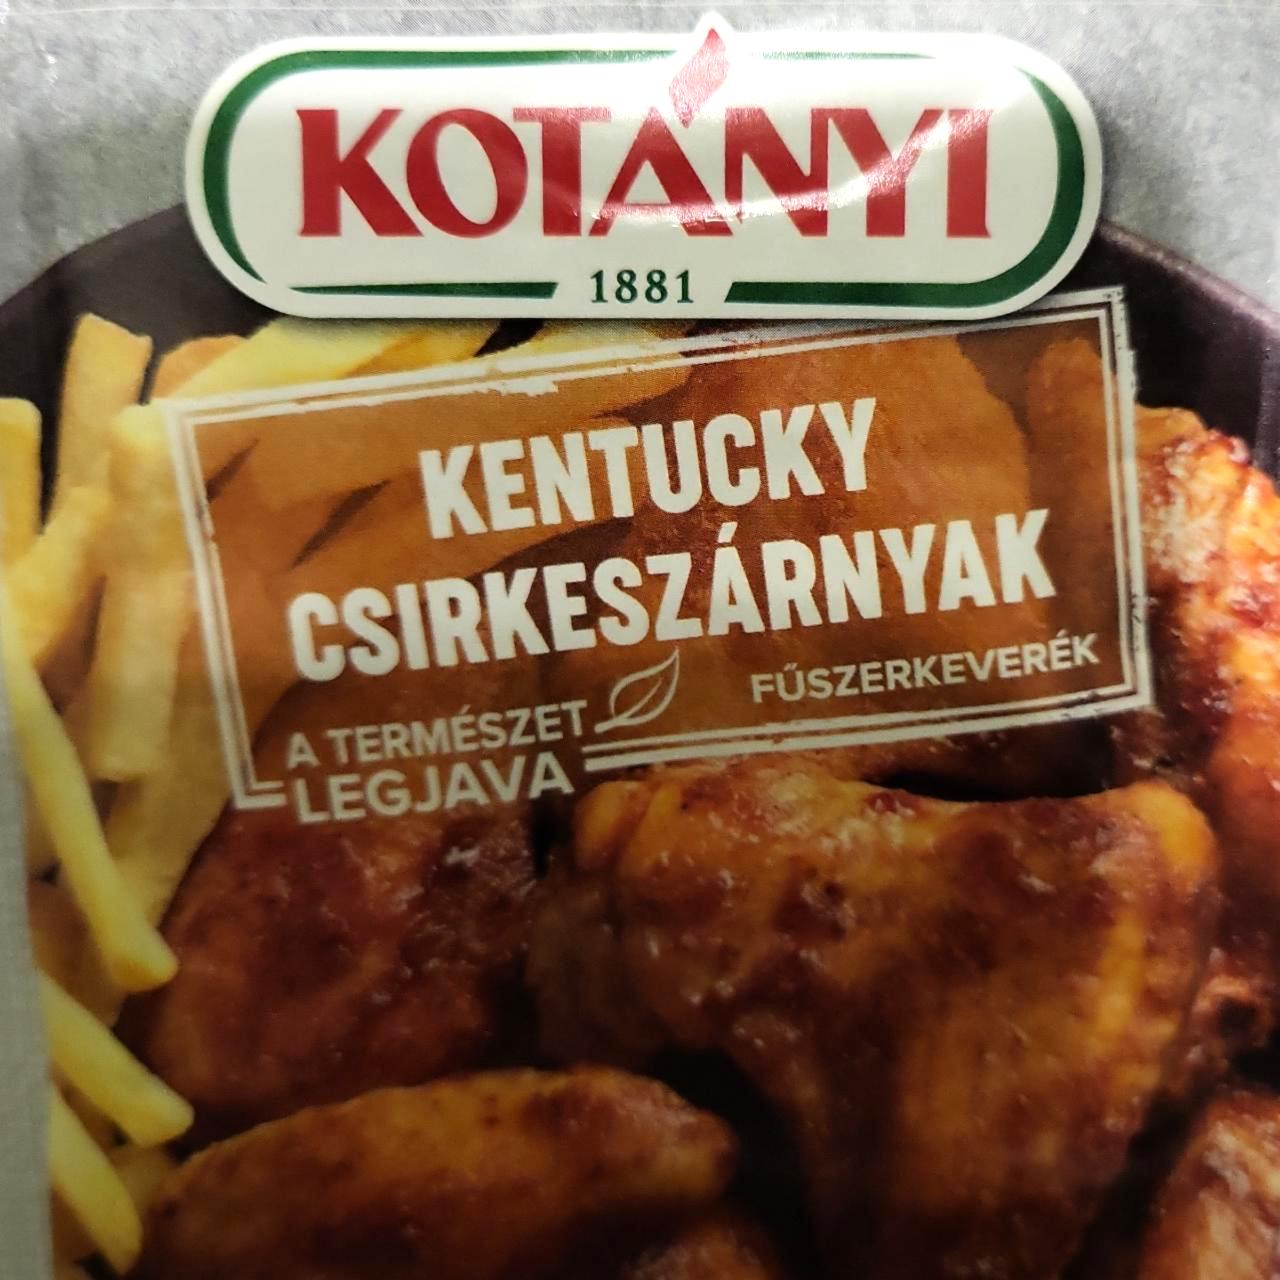 KOTÁNYI
1881
KENTUCKY
CSIRKESZÁRNYAK
FŰSZERKEVERÉK
A TERMÉSZET
LEGJAVA